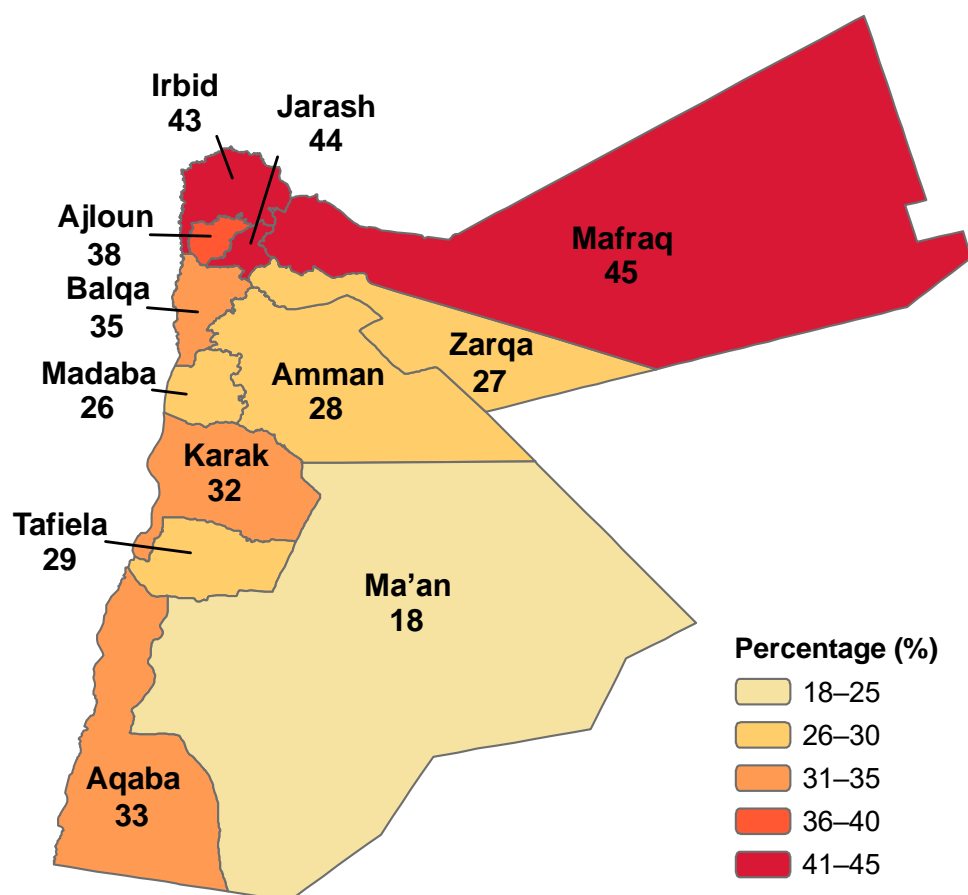 Irbid
43
Jarash
44
Ajloun
38
Mafraq
45
Balqa
35
Zarqa
27
Madaba
26
Amman
28
Karak
32
Tafiela
29
Ma’an
18
Aqaba
33
Percentage (%)
18–25
26–30
31–35
36–40
41–45